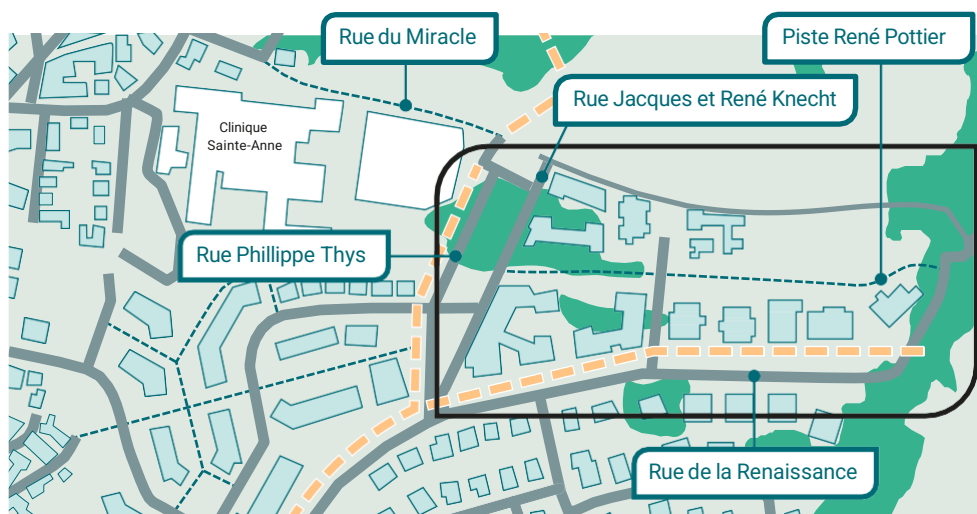 Rue du Miracle
Piste René Pottier
Rue Jacques et René Knecht
Clinique
Sainte-Anne
Rue Phillippe Thys
Rue de la Renaissance